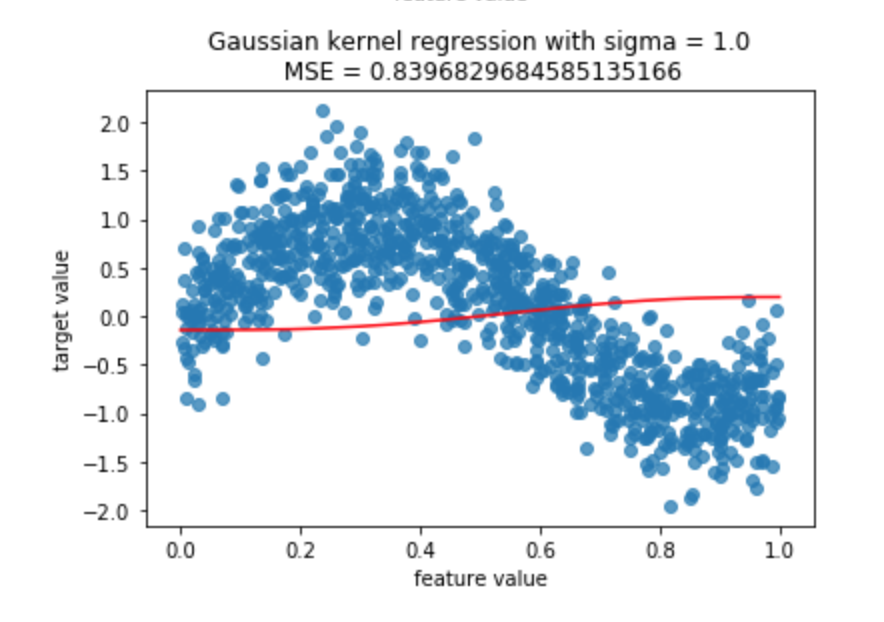 Gaussian kernel regression with sigma = 1.0
MSE = 0.8396829684585135166
2.0
1.5
1.0
0.5
0.0
−0.5
−1.0
−1.5
−2.0
target value
0.0 0.2 0.4 0.6 0.8 1.0
feature value